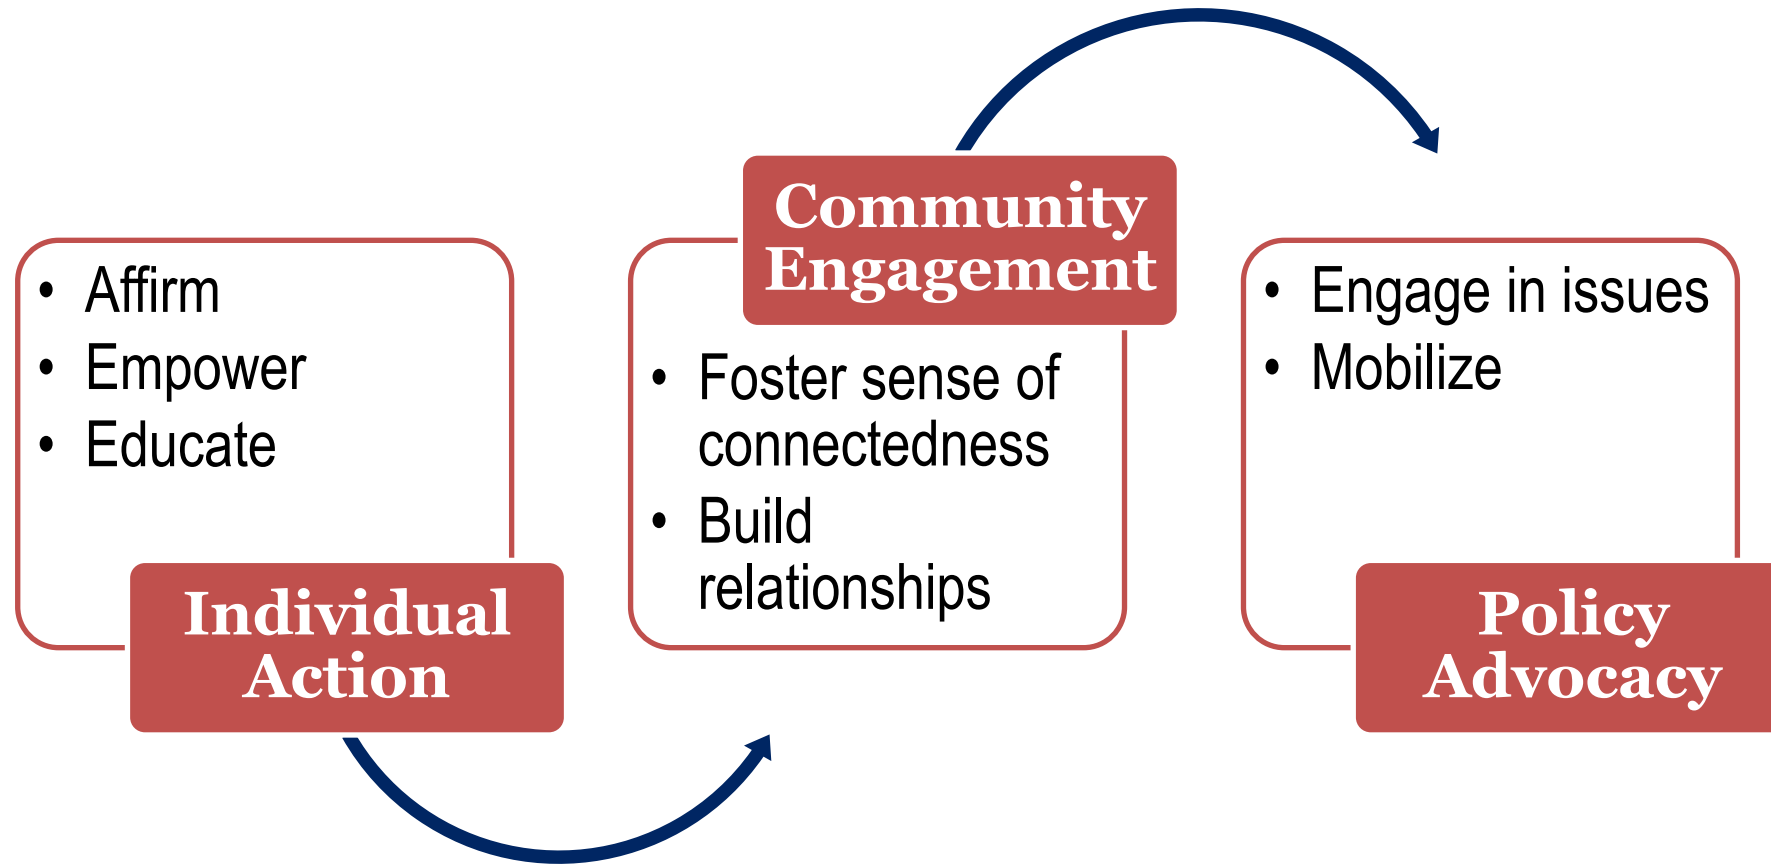 • Affirm
• Empower
• Educate
Individual
Action
Community
Engagement
• Foster sense of
connectedness
• Build
relationships
• Engage in issues
• Mobilize
Policy
Advocacy